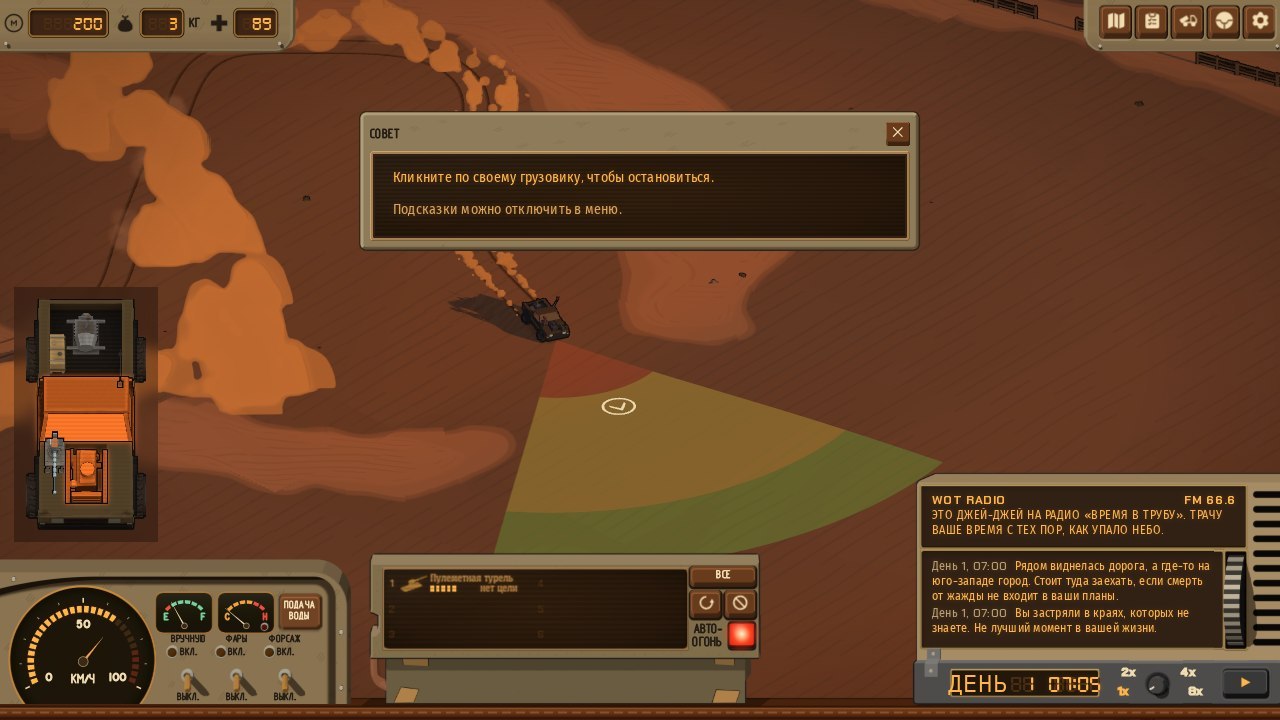 M 200 3 КГ 89
СОВЕТ
Кликните по своему грузовику, чтобы остановиться.
Подсказки можно отключить в меню.
WOT RADIO FM 66.6
ЭТО ДЖЕЙ-ДЖЕЙ НА РАДИО «ВРЕМЯ В ТРУБУ». ТРАЧУ
ВАШЕ ВРЕМЯ С ТЕХ ПОР, КАК УПАЛО НЕБО.
День 1, 07:00 Рядом виднелась дорога, а где-то на
юго-западе город. Стоит туда заехать, если смерть
от жажды не входит в ваши планы.
День 1, 07:00 Вы застряли в краях, которых не
знаете. Не лучший момент в вашей жизни.
1 Пулеметная турель 4
нет цели
2 5
3 6
ВСЕ
АВТО-
ОГОНЬ
50
0 КМ/Ч 100
E F
C H
ПОДАЧА
ВОДЫ
ВРУЧНУЮ ФАРЫ ФОРСАЖ
ВКЛ. ВКЛ. ВКЛ.
ВЫКЛ. ВЫКЛ. ВЫКЛ.
ДЕНЬ 1 07:05
2x 4x
1x 8x